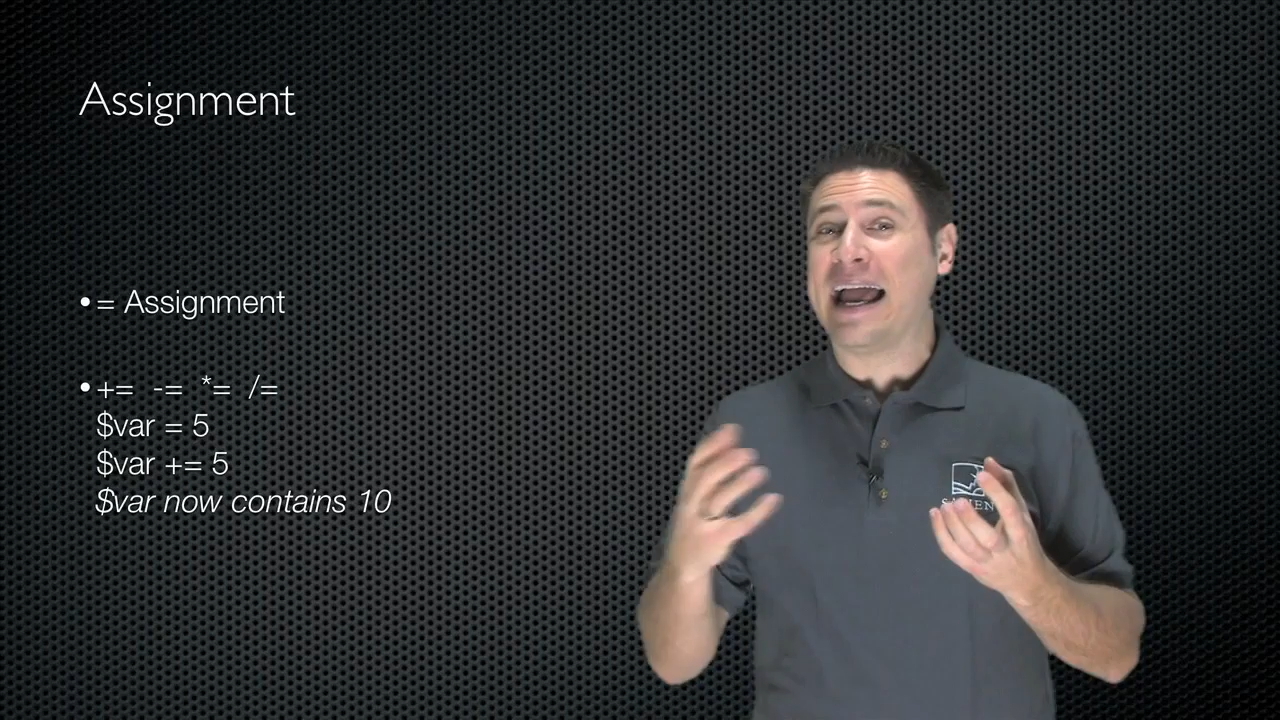 Assignment
• = Assignment
• += -= *= /=
$var = 5
$var += 5
$var now contains 10